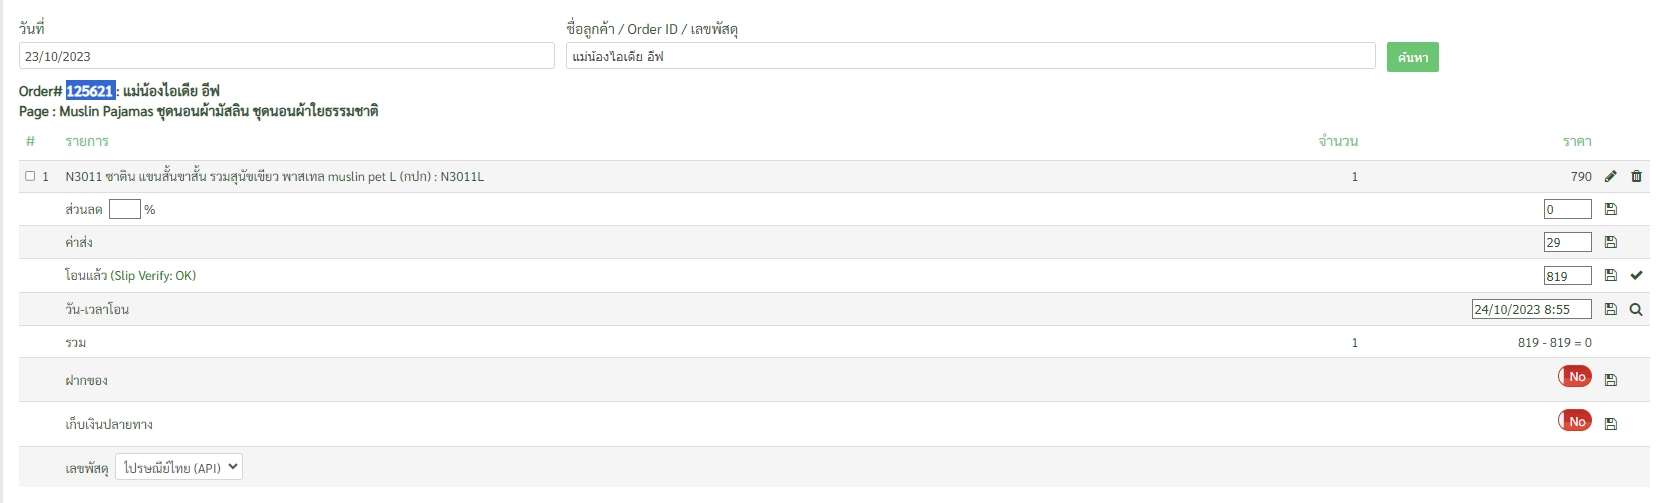 วันที่ ชื่อลูกค้า / Order ID / เลขพัสดุ
23/10/2023 แม่น้องไอเดีย อีฟ ค้นหา
Order# 125621 : แม่น้องไอเดีย อีฟ
Page : Muslin Pajamas ชุดนอนผ้ามัสลิน ชุดนอนผ้าใยธรรมชาติ
# รายการ จำนวน ราคา
1 N3011 ซาติน แขนสั้นขาสั้น รวมสุนัขเขียว พาสเทล muslin pet L (กปก) : N3011L 1 790
ส่วนลด % 0
ค่าส่ง 29
โอนแล้ว (Slip Verify: OK) 819
วัน-เวลาโอน 24/10/2023 8:55
รวม 1 819 - 819 = 0
ฝากของ No
เก็บเงินปลายทาง No
เลขพัสดุ ไปรษณีย์ไทย (API)